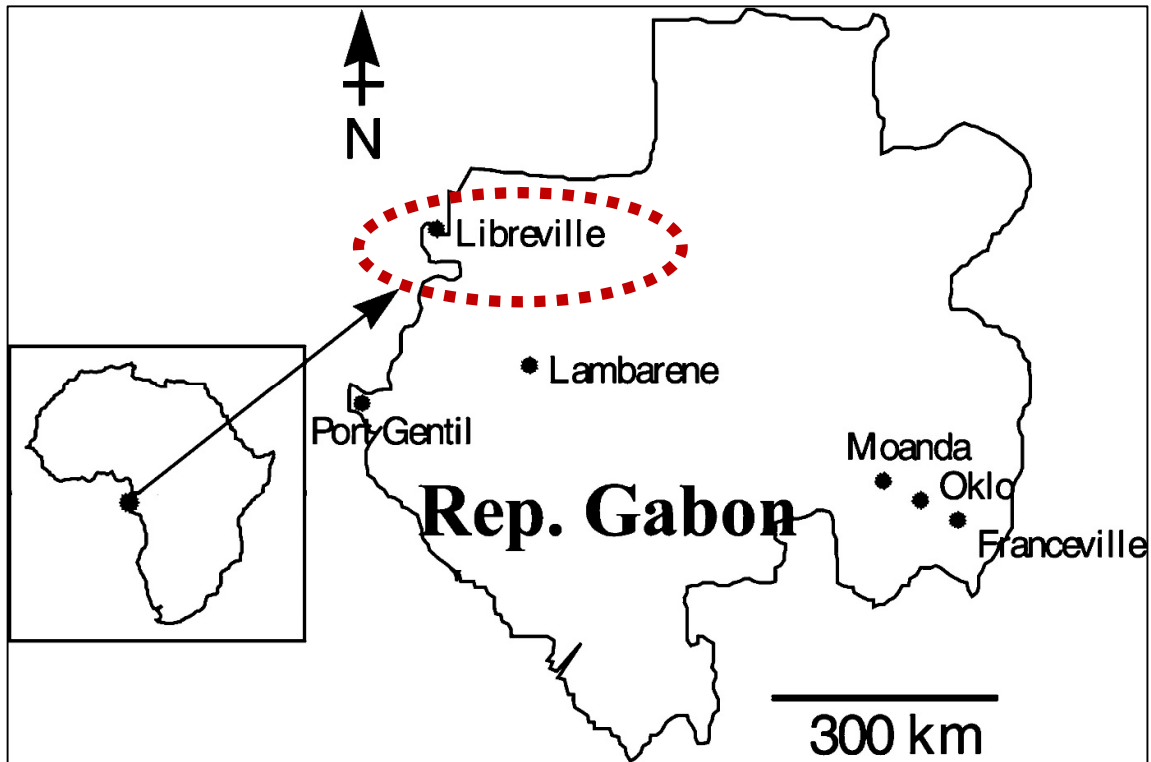 N
Libreville
Lambarene
Port Gentil
Moanda
Oklo
Rep. Gabon
Franceville
300 km